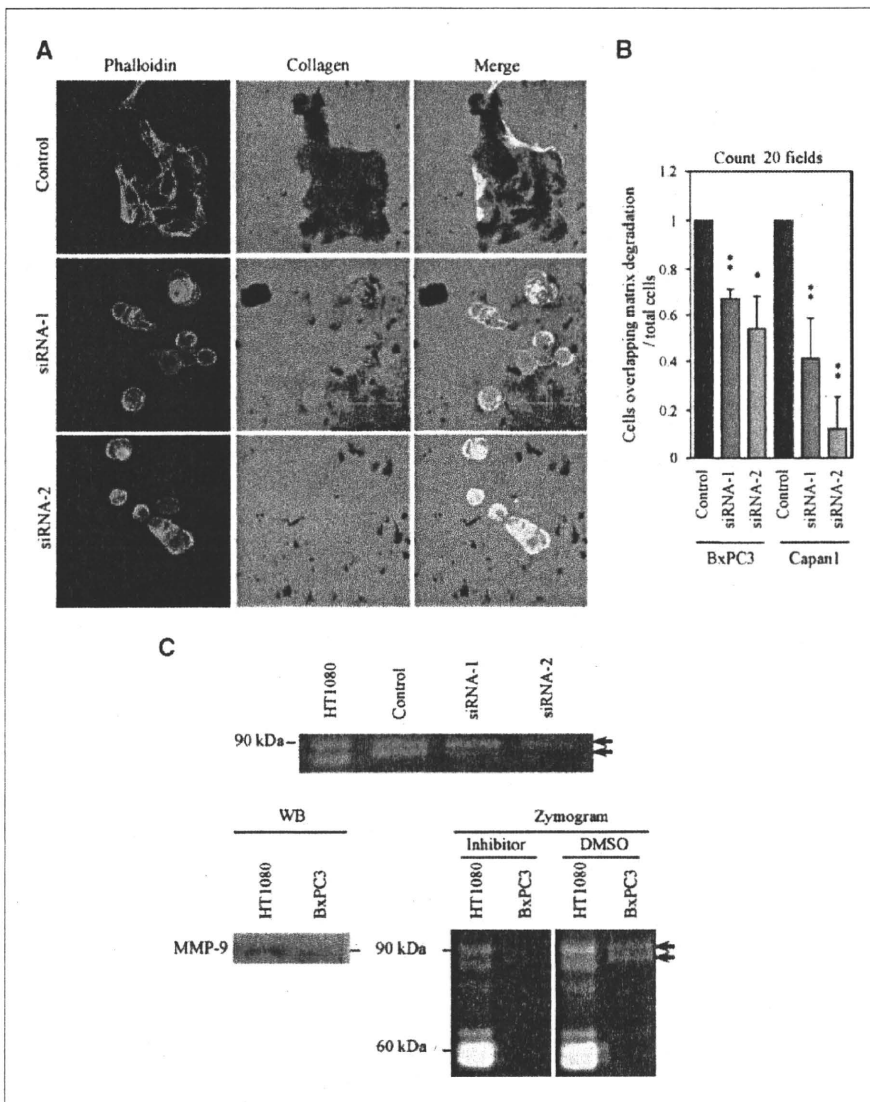 A
Phalloidin Collagen Merge
Control
siRNA-1
siRNA-2
B
Count 20 fields
Cells overlapping matrix degradation
/ total cells
1.2
1
0.8
0.6
0.4
0.2
0
** * ** **
Control siRNA-1 siRNA-2 Control siRNA-1 siRNA-2
BxPC3 Capan1
C
HT1080 Control siRNA-1 siRNA-2
90 kDa
WB
HT1080 BxPC3
MMP-9
Zymogram
Inhibitor DMSO
HT1080 BxPC3 HT1080 BxPC3
90 kDa
60 kDa